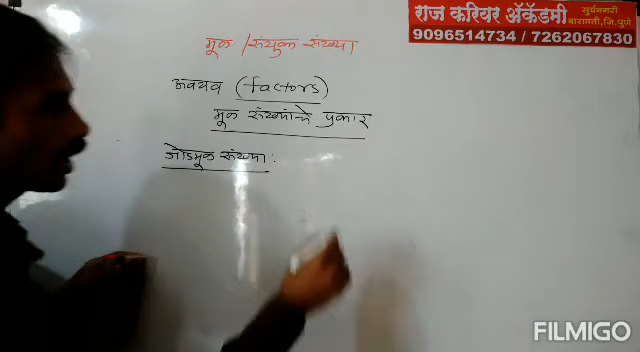 राज करियर अ‍ॅकॅडमी
सुर्यनगरी
बारामती,जि.पुणे
9096514734 / 7262067830
मूळ /संयुक्त संख्या
अवयव (factors)
मूळ संख्यांचे प्रकार
जोडमूळ संख्या :
FILMIGO